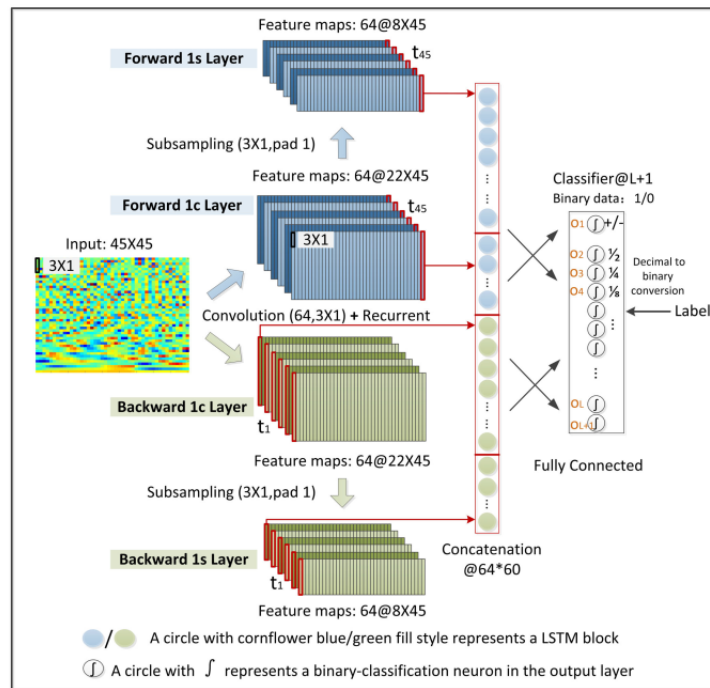 Feature maps: 64@8X45
Forward 1s Layer
t45
Subsampling (3X1,pad 1)
Feature maps: 64@22X45
Forward 1c Layer
t45
3X1
Input: 45X45
3X1
Convolution (64,3X1) + Recurrent
Backward 1c Layer
t1
Feature maps: 64@22X45
Subsampling (3X1,pad 1)
Backward 1s Layer
t1
Feature maps: 64@8X45
Concatenation
@64*60
Classifier@L+1
Binary data: 1/0
O1 ∫ +/-
O2 ∫ ½
O3 ∫ ¼
O4 ∫ ⅛
∫
∫ ⋮
∫
⋮
OL ∫
OL+1 ∫
Decimal to
binary
conversion
Label
Fully Connected
/ A circle with cornflower blue/green fill style represents a LSTM block
∫ A circle with ∫ represents a binary-classification neuron in the output layer